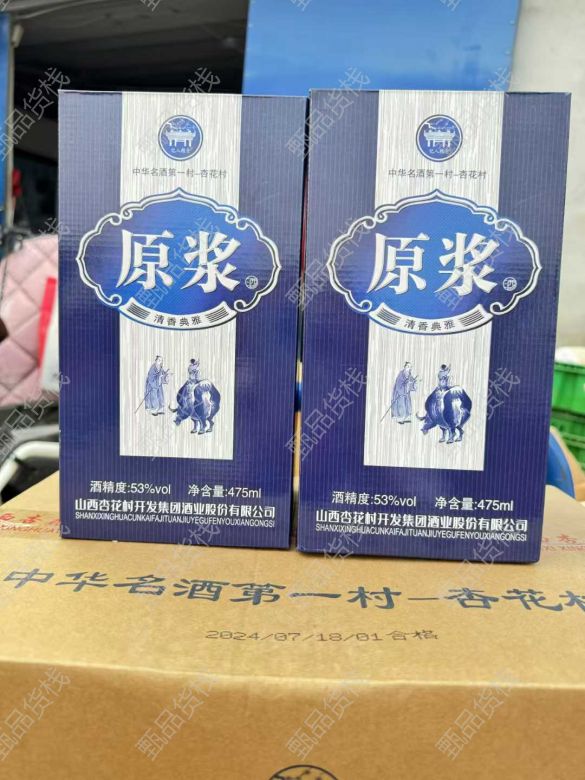 中华名酒第一村—杏花村
原浆 酒
清香典雅
酒精度:53%vol 净含量:475ml
山西杏花村开发集团酒业股份有限公司
SHANXIXINGHUACUNKAIFAJITUANJIUYEGUFENYOUXIANGONGSI
中华名酒第一村—杏花村
原浆 酒
清香典雅
酒精度:53%vol 净含量:475ml
山西杏花村开发集团酒业股份有限公司
SHANXIXINGHUACUNKAIFAJITUANJIUYEGUFENYOUXIANGONGSI
中华名酒第一村—杏花村
2024/07/18/01合格
甄品货栈